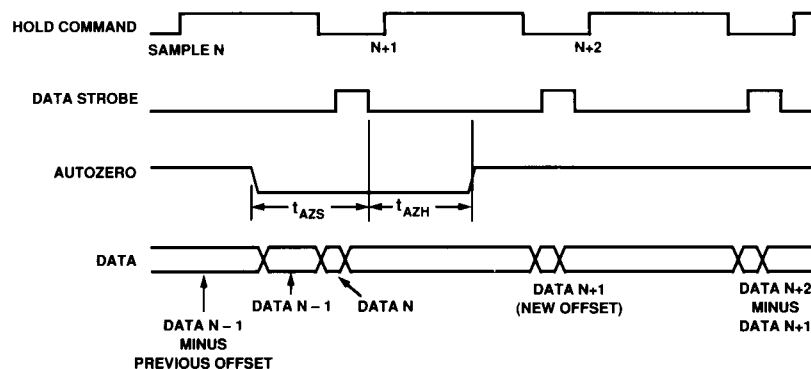 HOLD COMMAND
SAMPLE N
N+1
N+2
DATA STROBE
AUTOZERO
tAZS
tAZH
DATA
DATA N – 1
MINUS
PREVIOUS OFFSET
DATA N – 1
DATA N
DATA N+1
(NEW OFFSET)
DATA N+2
MINUS
DATA N+1